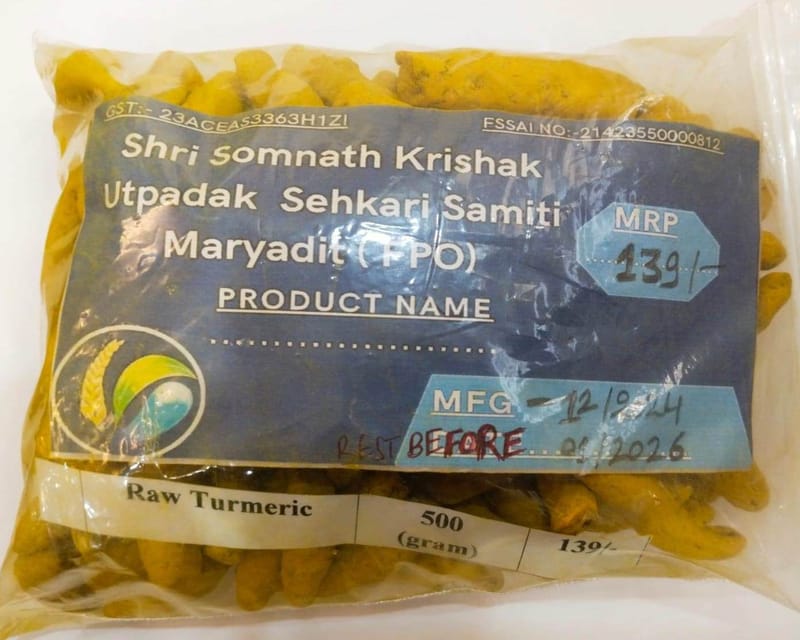 GST:- 23ACEAS3363H1ZI
FSSAI NO:-21423550000812
Shri Somnath Krishak
Utpadak Sehkari Samiti
Maryadit (FPO)
MRP
139/-
PRODUCT NAME
MFG - 12/9/24
BEST BEFORE 09/2026
Raw Turmeric
500
(gram)
139/-